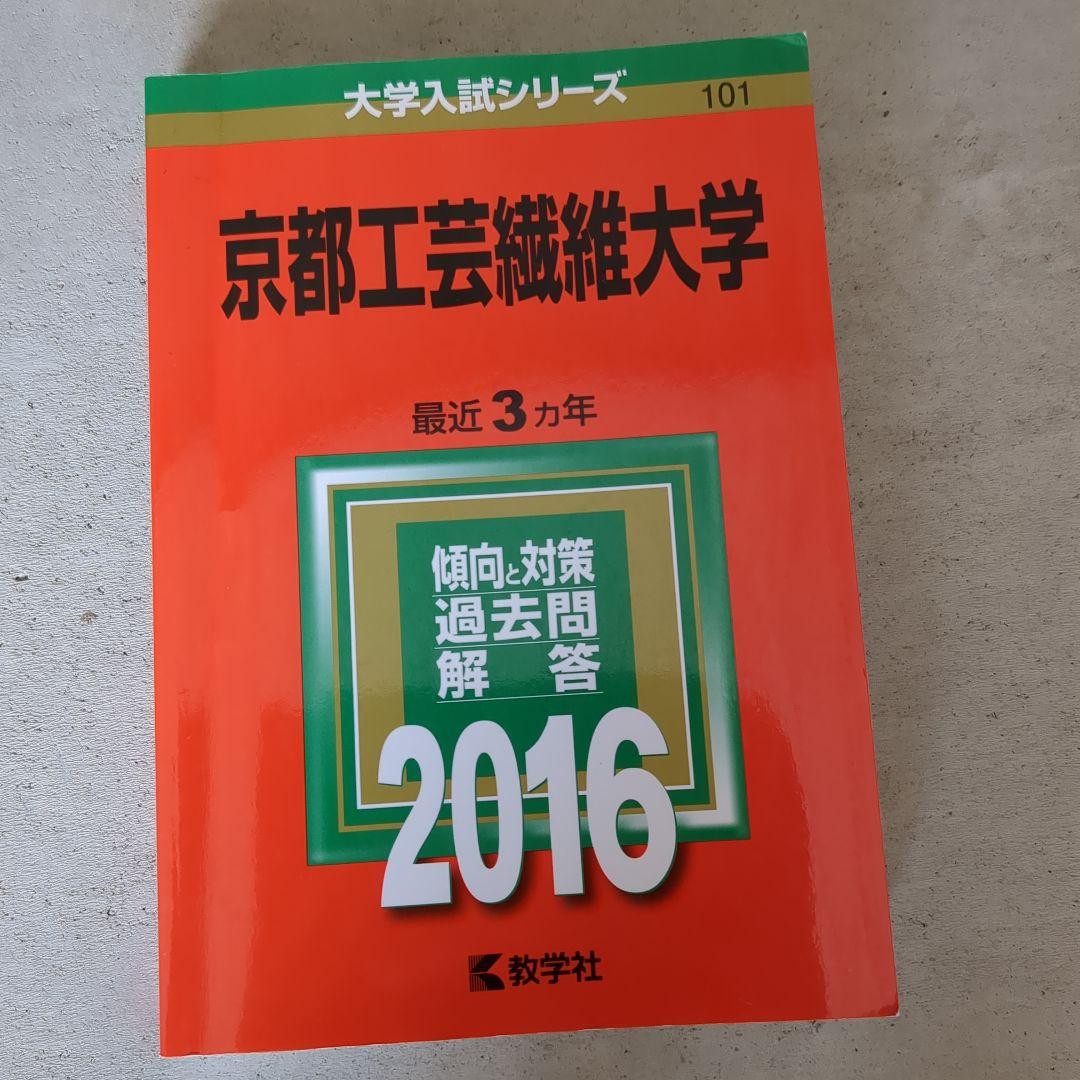 大学入試シリーズ 101
京都工芸繊維大学
最近3カ年
傾向と対策
過去問
解答
2016
教学社